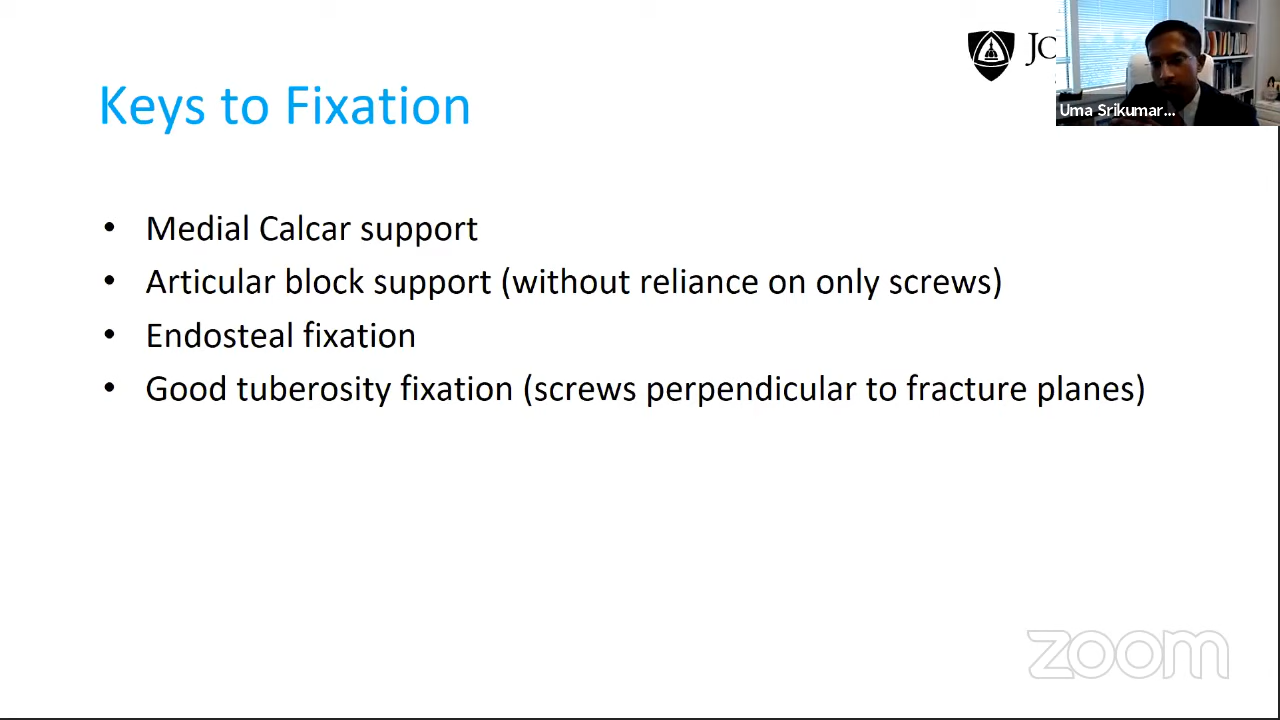 Keys to Fixation
JO
Uma Srikumar...
• Medial Calcar support
• Articular block support (without reliance on only screws)
• Endosteal fixation
• Good tuberosity fixation (screws perpendicular to fracture planes)
zoom